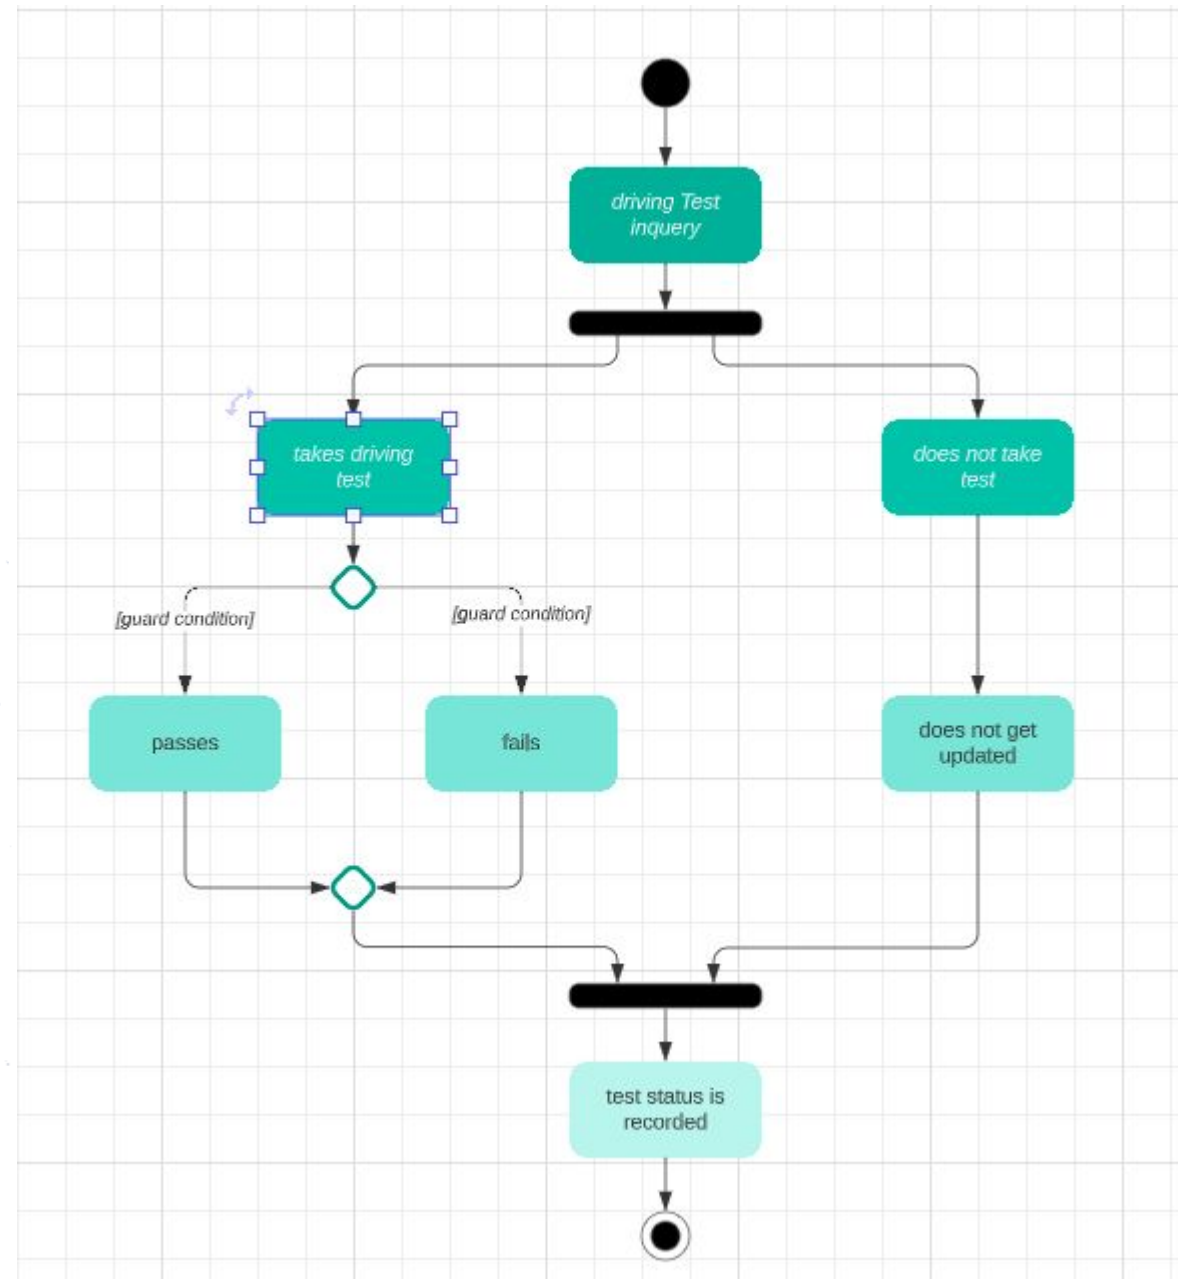 driving Test
inquery
takes driving
test
does not take
test
[guard condition]
[guard condition]
passes
fails
does not get
updated
test status is
recorded